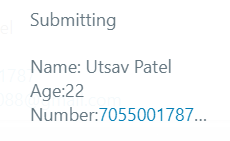 Submitting
Name: Utsav Patel
Age:22
Number:7055001787...